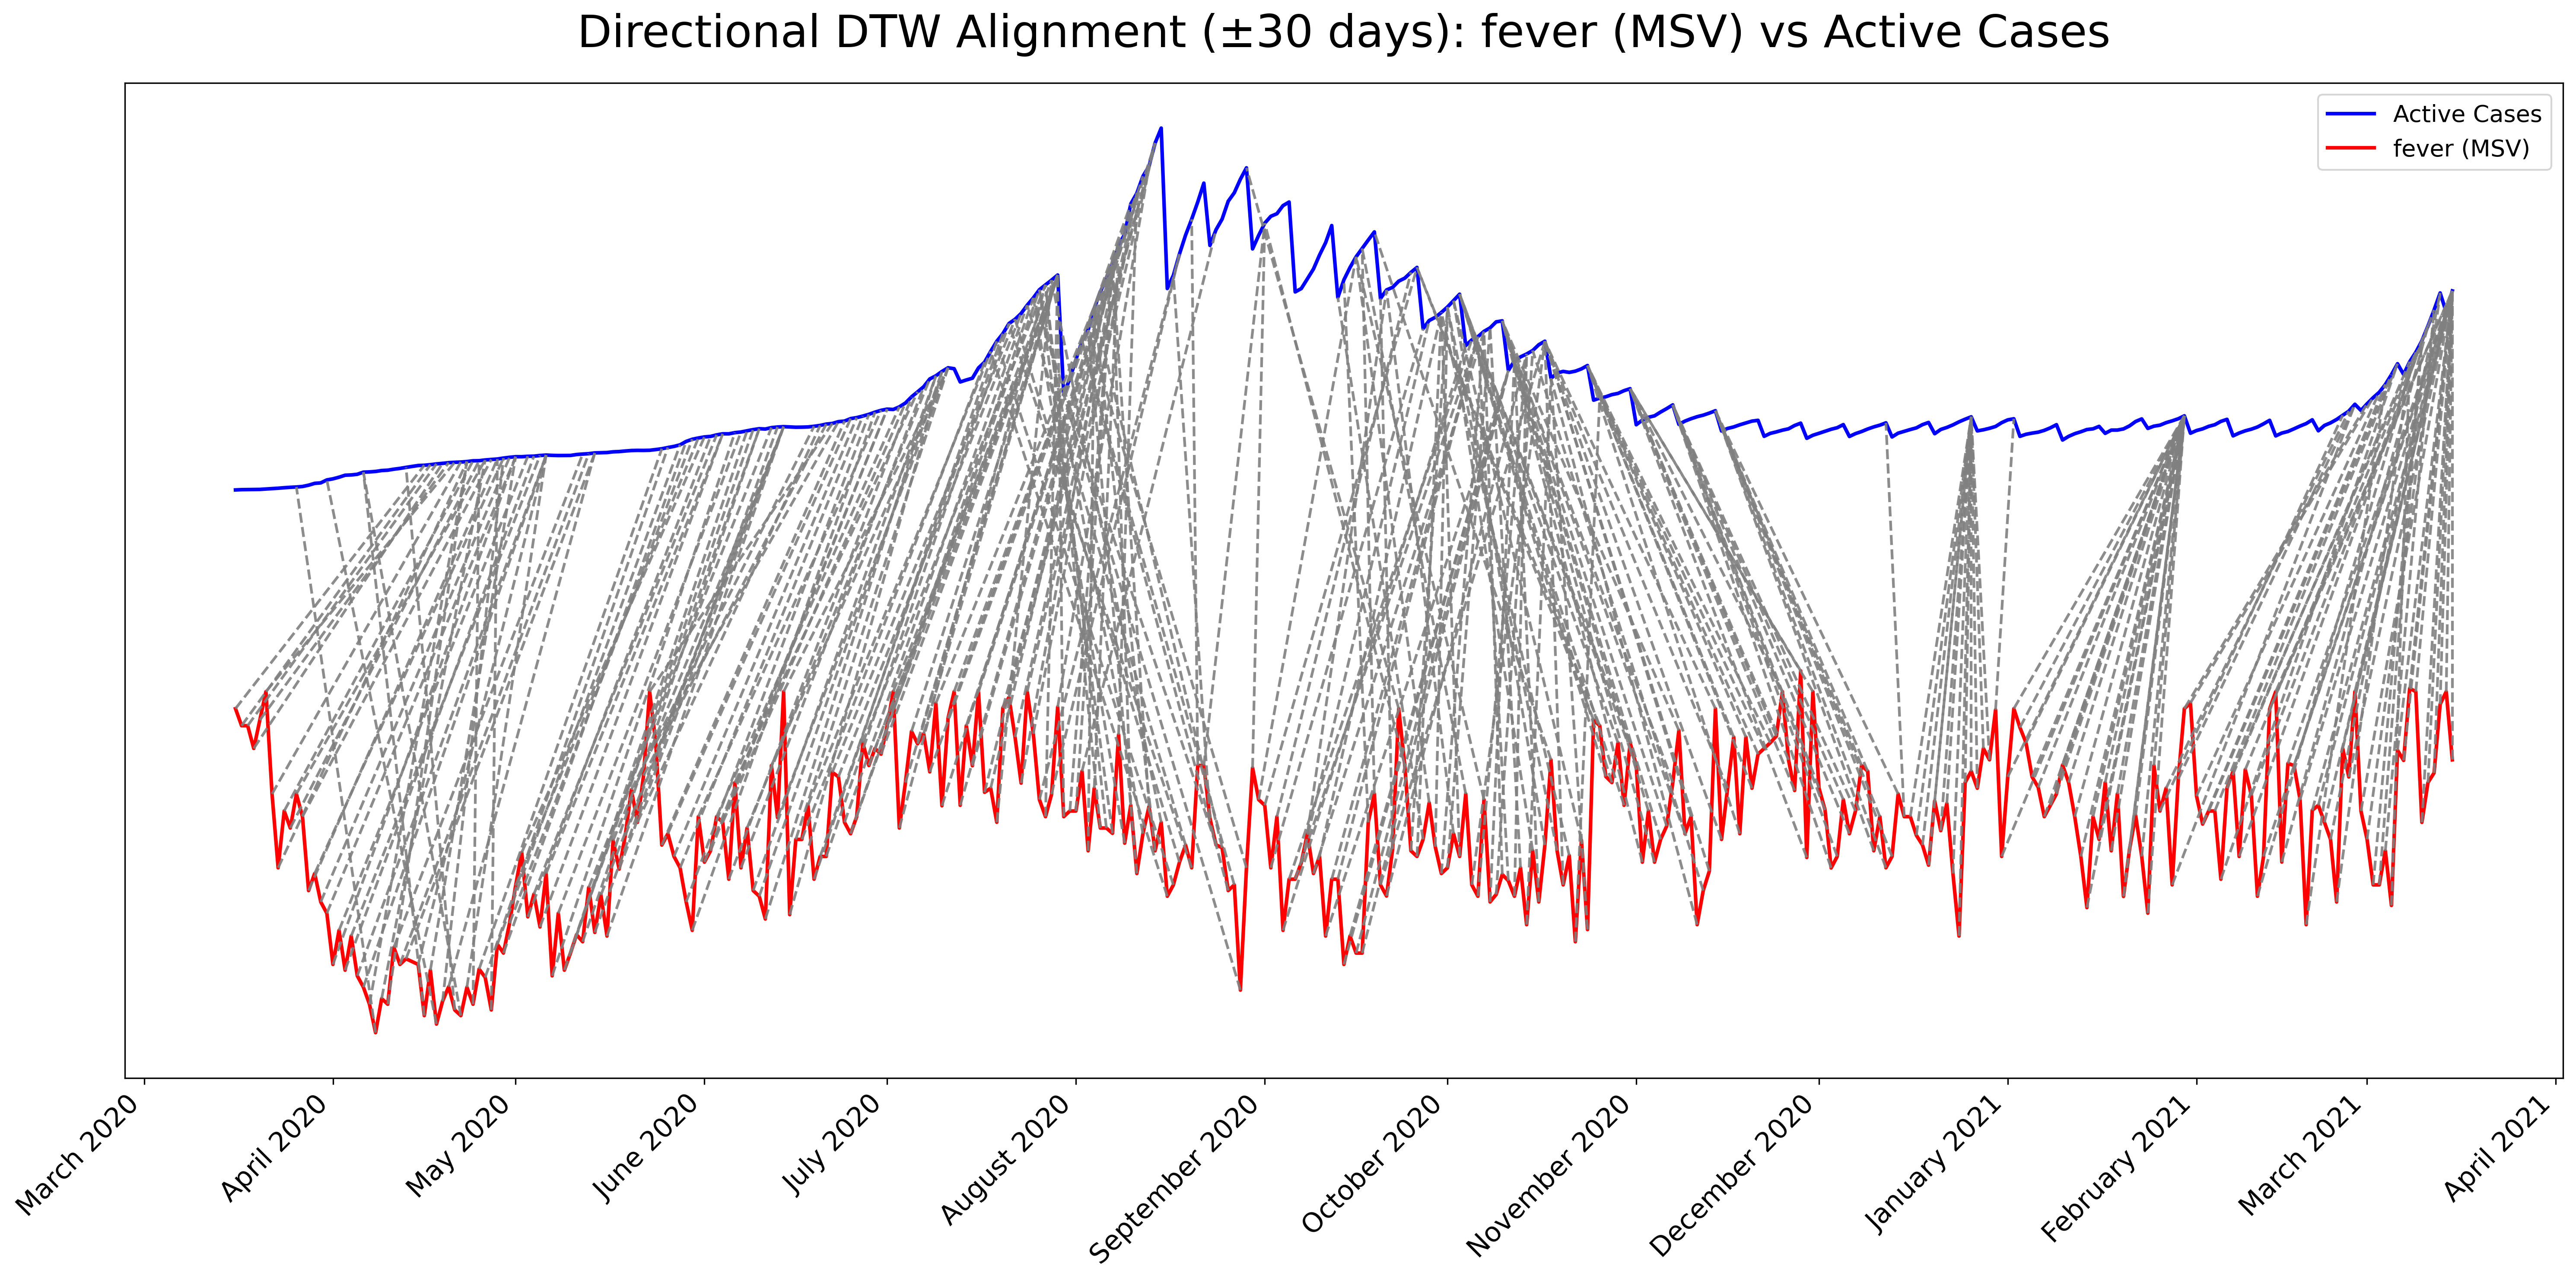 Directional DTW Alignment (±30 days): fever (MSV) vs Active Cases
Active Cases
fever (MSV)
March 2020
April 2020
May 2020
June 2020
July 2020
August 2020
September 2020
October 2020
November 2020
December 2020
January 2021
February 2021
March 2021
April 2021